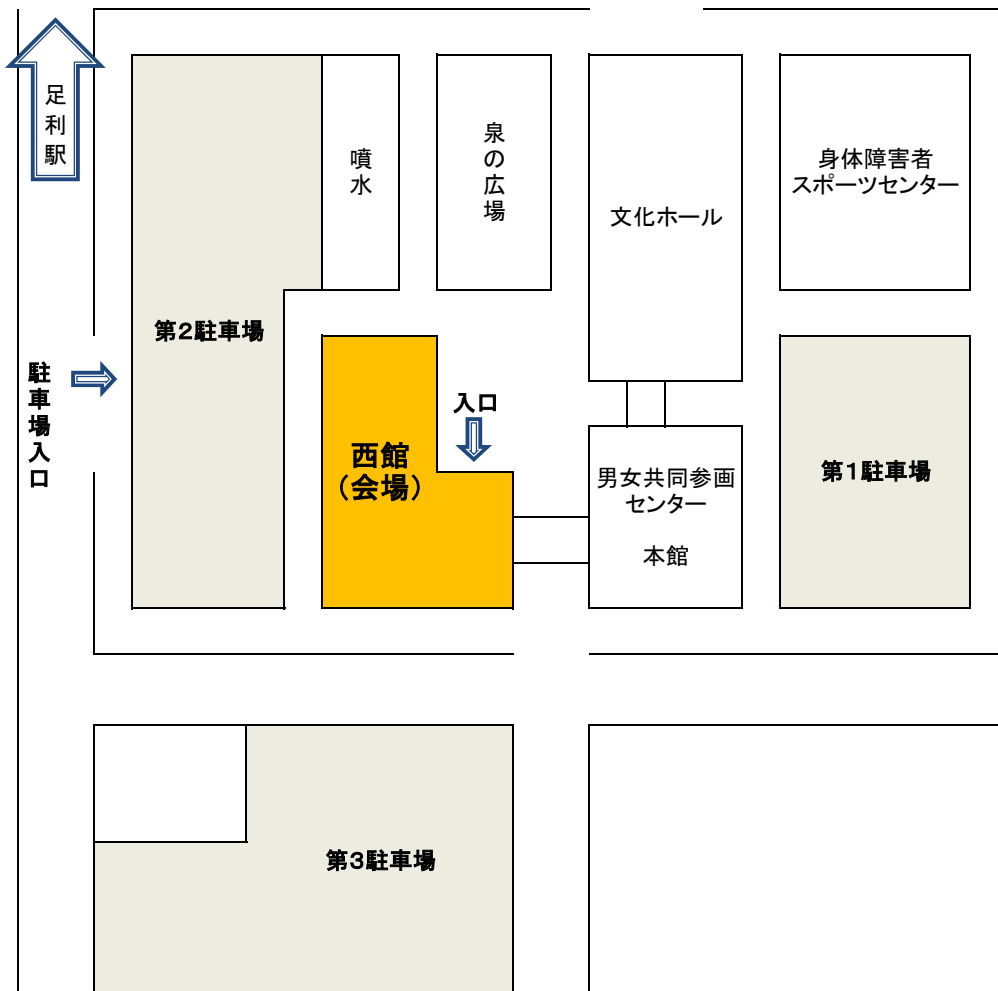 足利駅
噴水
泉の広場
文化ホール
身体障害者
スポーツセンター
第2駐車場
駐車場入口
入口
西館
（会場）
男女共同参画
センター
本館
第1駐車場
第3駐車場